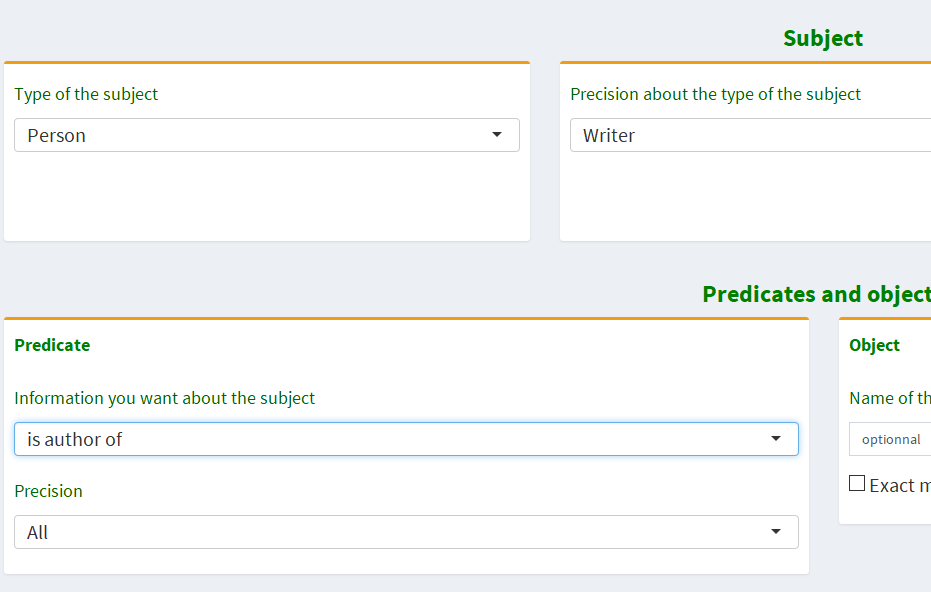 Subject
Type of the subject
Precision about the type of the subject
Person
Writer
Predicates and object
Predicate
Object
Information you want about the subject
Name of th
is author of
optionnal
Precision
Exact m
All